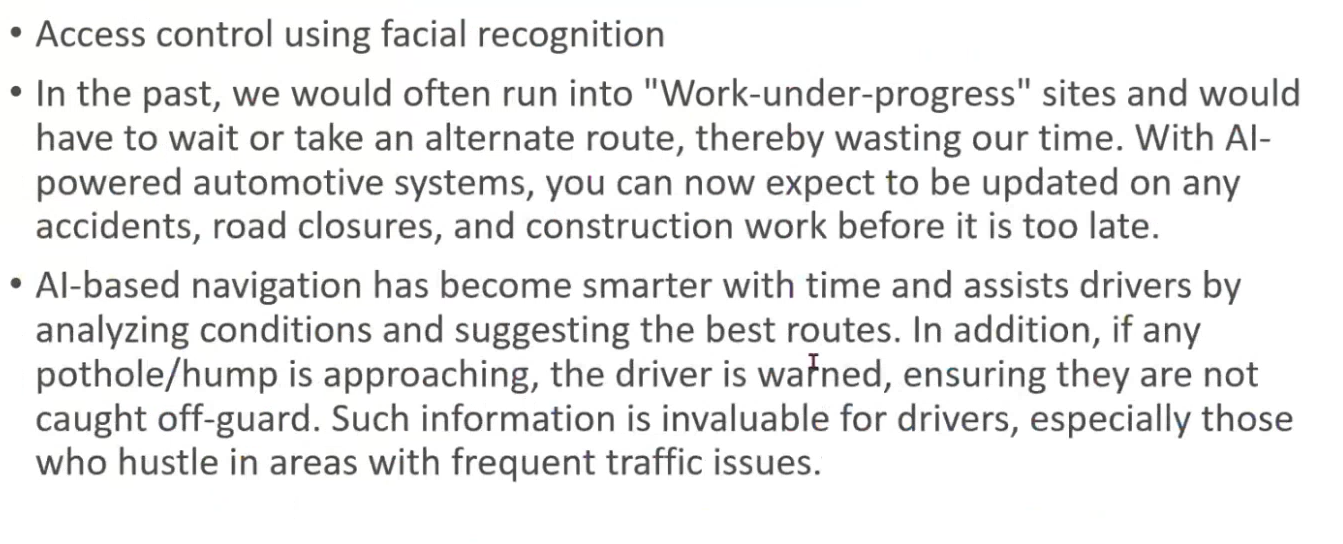 • Access control using facial recognition
• In the past, we would often run into "Work-under-progress" sites and would
have to wait or take an alternate route, thereby wasting our time. With AI-
powered automotive systems, you can now expect to be updated on any
accidents, road closures, and construction work before it is too late.
• AI-based navigation has become smarter with time and assists drivers by
analyzing conditions and suggesting the best routes. In addition, if any
pothole/hump is approaching, the driver is warned, ensuring they are not
caught off-guard. Such information is invaluable for drivers, especially those
who hustle in areas with frequent traffic issues.